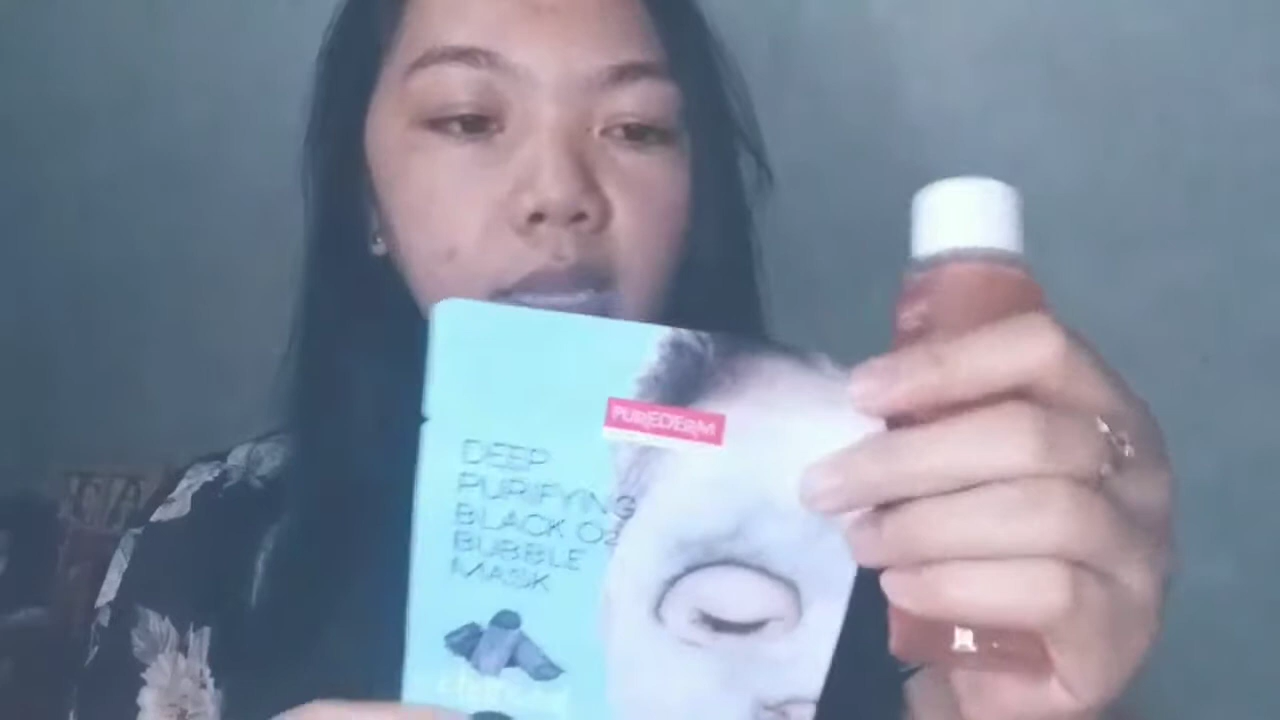 PUREDERM
DEEP
PURIFYING
BLACK O2
BUBBLE
MASK